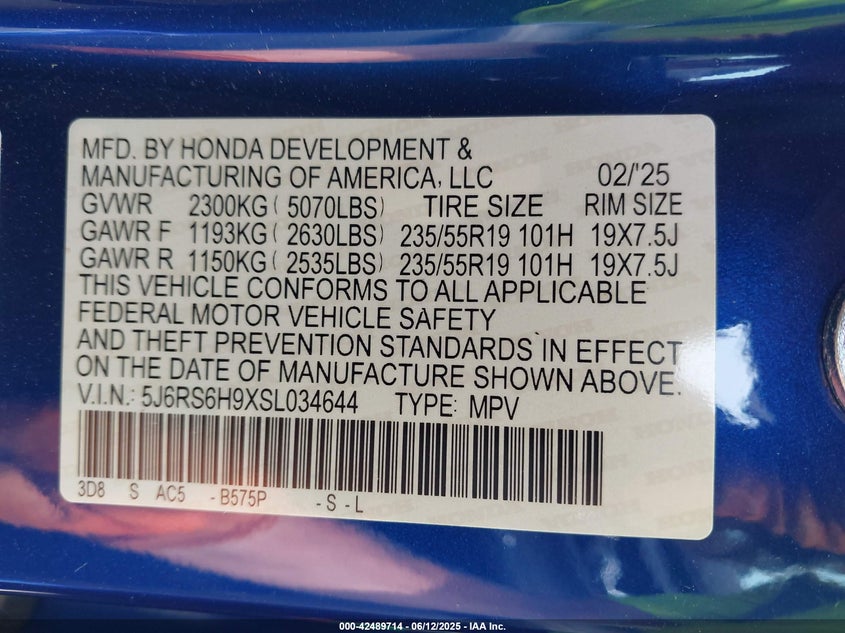 MFD. BY HONDA DEVELOPMENT &
MANUFACTURING OF AMERICA, LLC 02/'25
GVWR 2300KG ( 5070LBS) TIRE SIZE RIM SIZE
GAWR F 1193KG ( 2630LBS) 235/55R19 101H 19X7.5J
GAWR R 1150KG ( 2535LBS) 235/55R19 101H 19X7.5J
THIS VEHICLE CONFORMS TO ALL APPLICABLE
FEDERAL MOTOR VEHICLE SAFETY
AND THEFT PREVENTION STANDARDS IN EFFECT
ON THE DATE OF MANUFACTURE SHOWN ABOVE.
V.I.N.: 5J6RS6H9XSL034644 TYPE: MPV
3D8 S AC5 - B575P - S - L
000-42489714 - 06/12/2025 - IAA Inc.